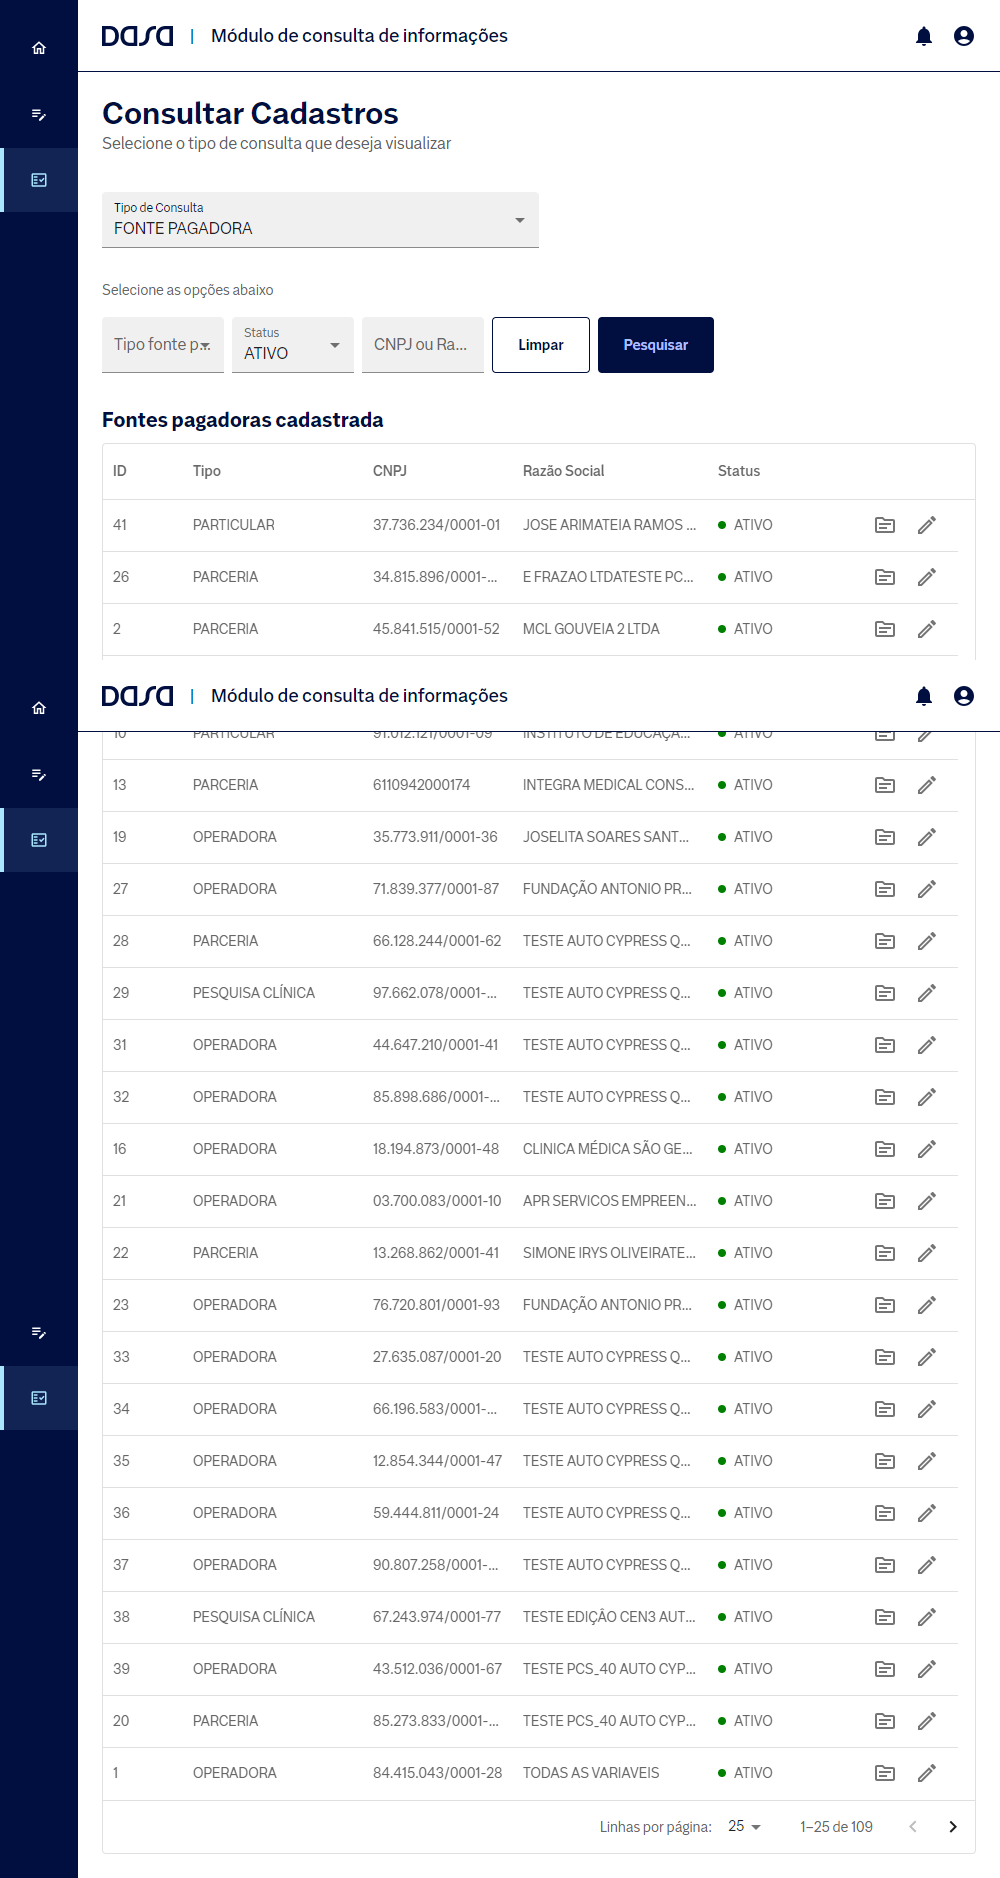 Dasa | Módulo de consulta de informações
Consultar Cadastros
Selecione o tipo de consulta que deseja visualizar
Tipo de Consulta
FONTE PAGADORA
Selecione as opções abaixo
Tipo fonte p... Status ATIVO CNPJ ou Ra... Limpar Pesquisar
Fontes pagadoras cadastrada
ID Tipo CNPJ Razão Social Status
41 PARTICULAR 37.736.234/0001-01 JOSE ARIMATEIA RAMOS ... ATIVO
26 PARCERIA 34.815.896/0001-... E FRAZAO LTDATESTE PC... ATIVO
2 PARCERIA 45.841.515/0001-52 MCL GOUVEIA 2 LTDA ATIVO
Dasa | Módulo de consulta de informações
10 PARTICULAR 91.012.121/0001-09 INSTITUTO DE EDUCAÇA... ATIVO
13 PARCERIA 6110942000174 INTEGRA MEDICAL CONS... ATIVO
19 OPERADORA 35.773.911/0001-36 JOSELITA SOARES SANT... ATIVO
27 OPERADORA 71.839.377/0001-87 FUNDAÇÃO ANTONIO PR... ATIVO
28 PARCERIA 66.128.244/0001-62 TESTE AUTO CYPRESS Q... ATIVO
29 PESQUISA CLÍNICA 97.662.078/0001-... TESTE AUTO CYPRESS Q... ATIVO
31 OPERADORA 44.647.210/0001-41 TESTE AUTO CYPRESS Q... ATIVO
32 OPERADORA 85.898.686/0001-... TESTE AUTO CYPRESS Q... ATIVO
16 OPERADORA 18.194.873/0001-48 CLINICA MÉDICA SÃO GE... ATIVO
21 OPERADORA 03.700.083/0001-10 APR SERVICOS EMPREEN... ATIVO
22 PARCERIA 13.268.862/0001-41 SIMONE IRYS OLIVEIRATE... ATIVO
23 OPERADORA 76.720.801/0001-93 FUNDAÇÃO ANTONIO PR... ATIVO
33 OPERADORA 27.635.087/0001-20 TESTE AUTO CYPRESS Q... ATIVO
34 OPERADORA 66.196.583/0001-... TESTE AUTO CYPRESS Q... ATIVO
35 OPERADORA 12.854.344/0001-47 TESTE AUTO CYPRESS Q... ATIVO
36 OPERADORA 59.444.811/0001-24 TESTE AUTO CYPRESS Q... ATIVO
37 OPERADORA 90.807.258/0001-... TESTE AUTO CYPRESS Q... ATIVO
38 PESQUISA CLÍNICA 67.243.974/0001-77 TESTE EDIÇÃO CEN3 AUT... ATIVO
39 OPERADORA 43.512.036/0001-67 TESTE PCS_40 AUTO CYP... ATIVO
20 PARCERIA 85.273.833/0001-... TESTE PCS_40 AUTO CYP... ATIVO
1 OPERADORA 84.415.043/0001-28 TODAS AS VARIAVEIS ATIVO
Linhas por página: 25 1–25 de 109